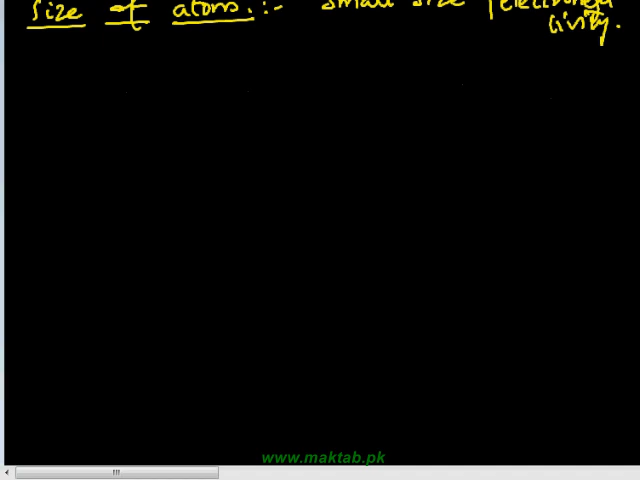 Size of atoms :- small size ↑ electronega
tivity.
www.maktab.pk